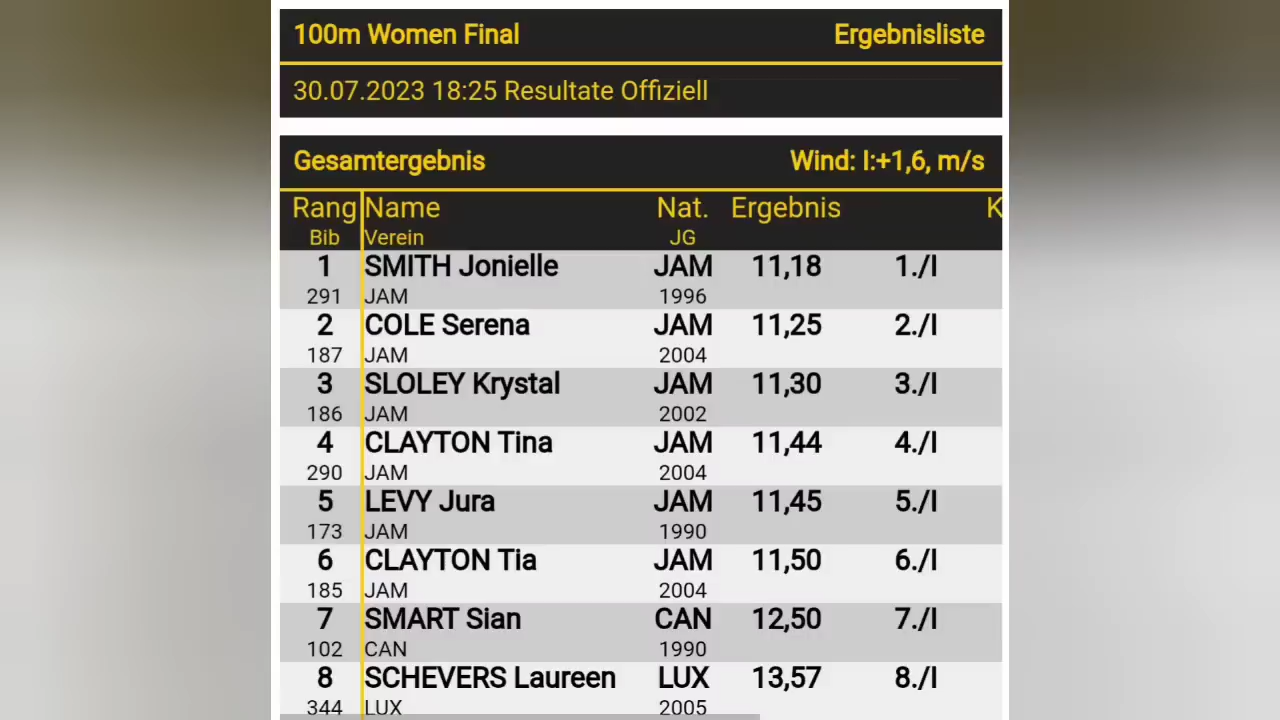 100m Women Final Ergebnisliste
30.07.2023 18:25 Resultate Offiziell
Gesamtergebnis Wind: I:+1,6, m/s
Rang Name Nat. Ergebnis K
Bib Verein JG
1 SMITH Jonielle JAM 11,18 1./I
291 JAM 1996
2 COLE Serena JAM 11,25 2./I
187 JAM 2004
3 SLOLEY Krystal JAM 11,30 3./I
186 JAM 2002
4 CLAYTON Tina JAM 11,44 4./I
290 JAM 2004
5 LEVY Jura JAM 11,45 5./I
173 JAM 1990
6 CLAYTON Tia JAM 11,50 6./I
185 JAM 2004
7 SMART Sian CAN 12,50 7./I
102 CAN 1990
8 SCHEVERS Laureen LUX 13,57 8./I
344 LUX 2005